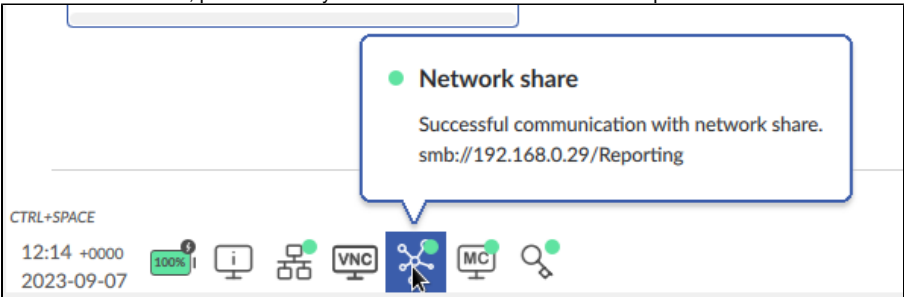 Network share
Successful communication with network share.
smb://192.168.0.29/Reporting
CTRL+SPACE
12:14 +0000
2023-09-07
100%
i
VNC
MC